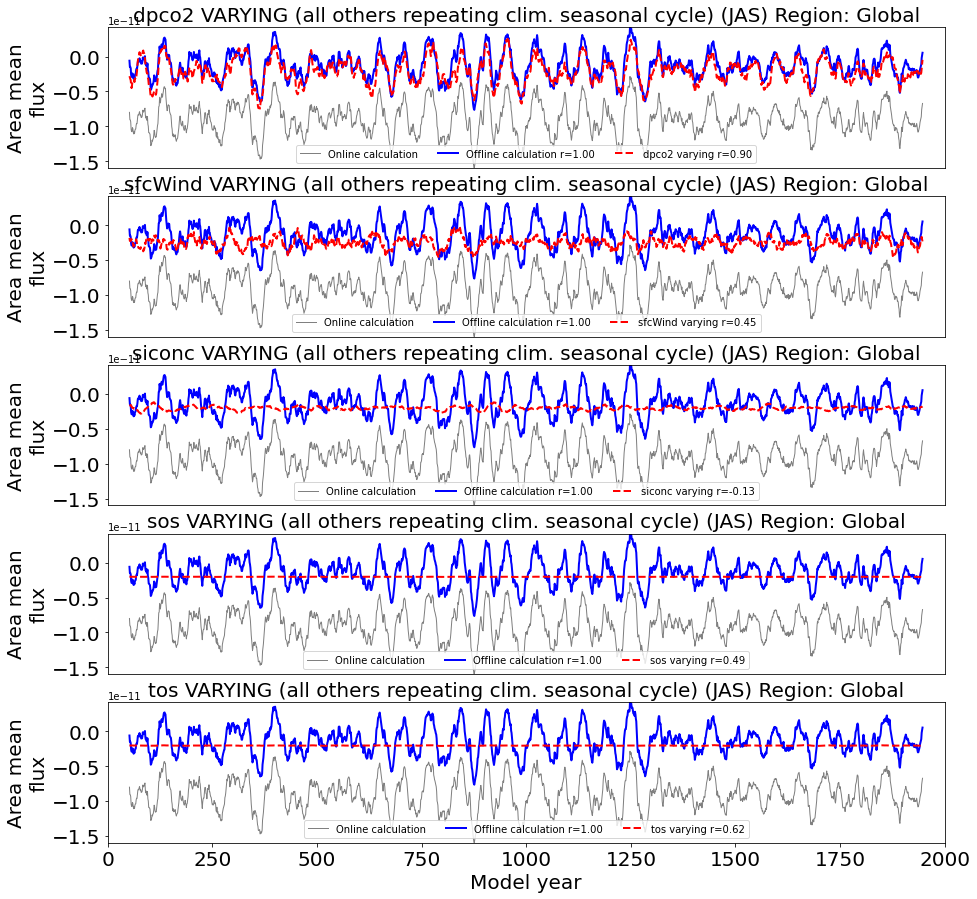 dpco2 VARYING (all others repeating clim. seasonal cycle) (JAS) Region: Global
1e−11
Area mean
flux
0.0
−0.5
−1.0
−1.5
Online calculation
Offline calculation r=1.00
dpco2 varying r=0.90
sfcWind VARYING (all others repeating clim. seasonal cycle) (JAS) Region: Global
1e−11
Area mean
flux
0.0
−0.5
−1.0
−1.5
Online calculation
Offline calculation r=1.00
sfcWind varying r=0.45
siconc VARYING (all others repeating clim. seasonal cycle) (JAS) Region: Global
1e−11
Area mean
flux
0.0
−0.5
−1.0
−1.5
Online calculation
Offline calculation r=1.00
siconc varying r=-0.13
sos VARYING (all others repeating clim. seasonal cycle) (JAS) Region: Global
1e−11
Area mean
flux
0.0
−0.5
−1.0
−1.5
Online calculation
Offline calculation r=1.00
sos varying r=0.49
tos VARYING (all others repeating clim. seasonal cycle) (JAS) Region: Global
1e−11
Area mean
flux
0.0
−0.5
−1.0
−1.5
Online calculation
Offline calculation r=1.00
tos varying r=0.62
0 250 500 750 1000 1250 1500 1750 2000
Model year